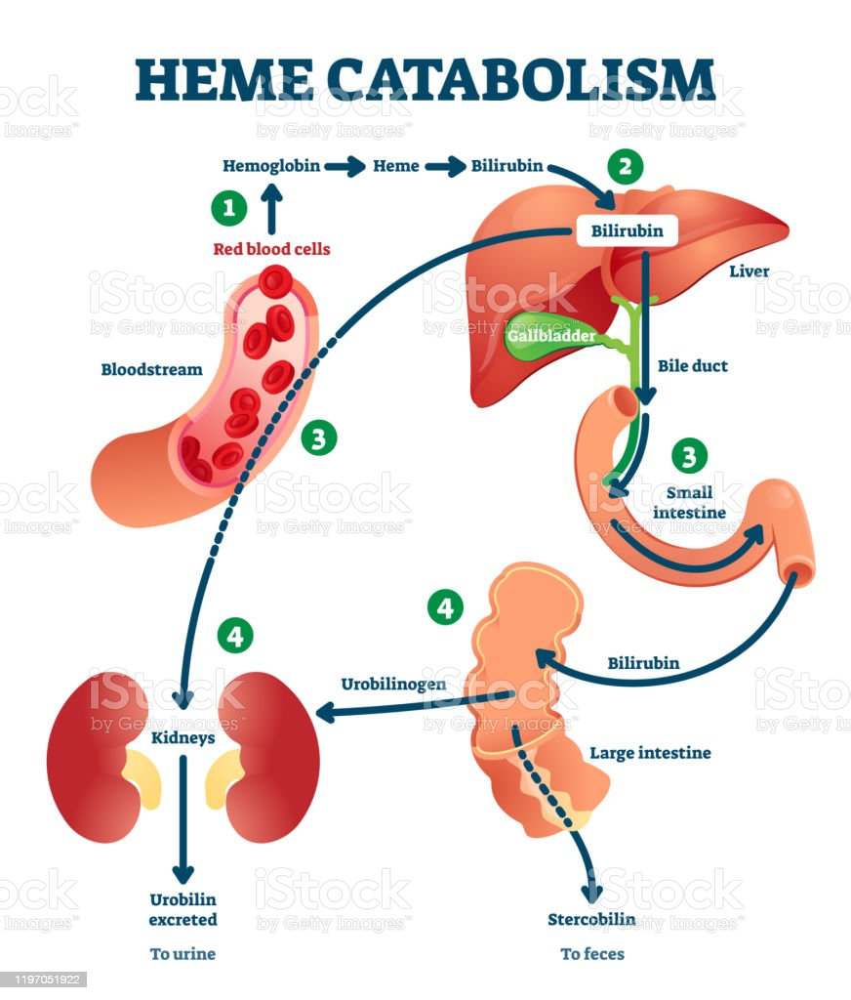 HEME CATABOLISM
Hemoglobin
Heme
Bilirubin
2
1
Red blood cells
Bilirubin
Liver
Gallbladder
Bloodstream
Bile duct
3
3
Small
intestine
4
4
Bilirubin
Urobilinogen
Kidneys
Large intestine
Urobilin
excreted
Stercobilin
To urine
To feces
iStock
by Getty Images™
1197051922